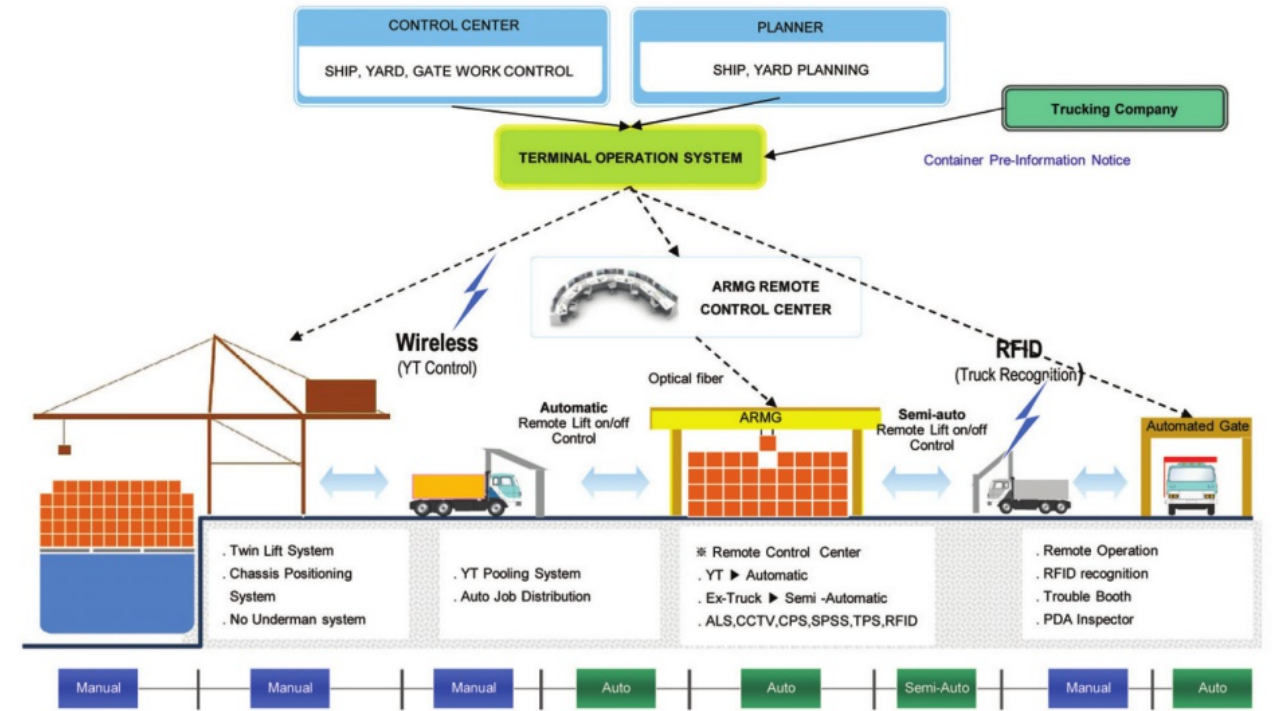 CONTROL CENTER
SHIP, YARD, GATE WORK CONTROL
PLANNER
SHIP, YARD PLANNING
Trucking Company
TERMINAL OPERATION SYSTEM
Container Pre-Information Notice
ARMG REMOTE
CONTROL CENTER
Wireless
(YT Control)
RFID
(Truck Recognition)
Optical fiber
Automatic
Remote Lift on/off
Control
ARMG
Semi-auto
Remote Lift on/off
Control
Automated Gate
. Twin Lift System
. Chassis Positioning
System
. No Underman system
. YT Pooling System
. Auto Job Distribution
※ Remote Control Center
. YT ▶ Automatic
. Ex-Truck ▶ Semi -Automatic
. ALS,CCTV,CPS,SPSS,TPS,RFID
. Remote Operation
. RFID recognition
. Trouble Booth
. PDA Inspector
Manual
Manual
Manual
Auto
Auto
Semi-Auto
Manual
Auto